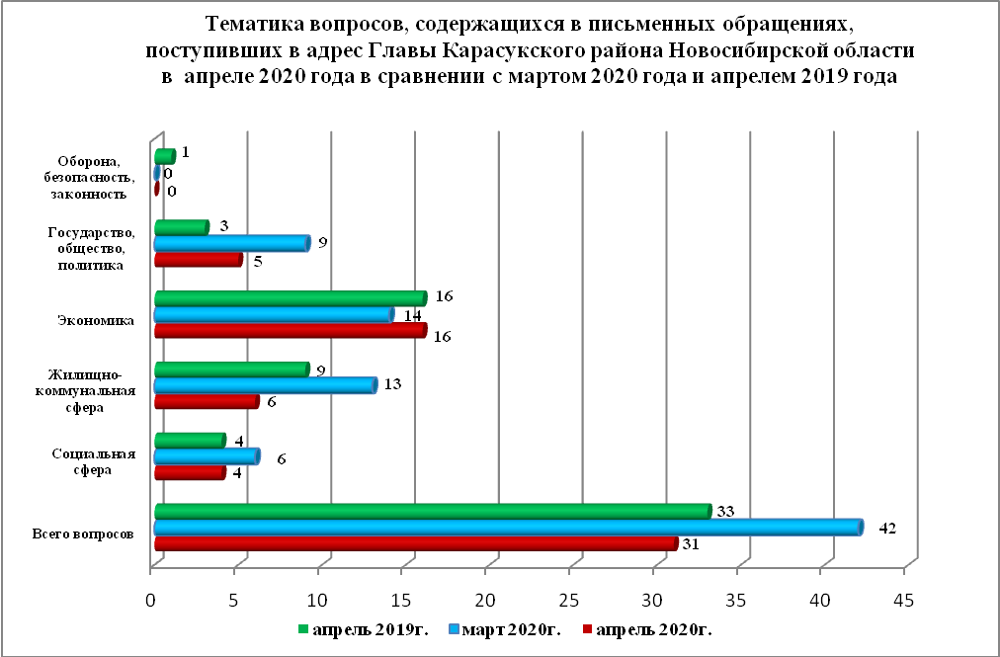 Тематика вопросов, содержащихся в письменных обращениях,
поступивших в адрес Главы Карасукского района Новосибирской области
в апреле 2020 года в сравнении с мартом 2020 года и апрелем 2019 года
Оборона,
безопасность,
законность
1
0
0
Государство,
общество,
политика
3
9
5
Экономика
16
14
16
Жилищно-
коммунальная
сфера
9
13
6
Социальная
сфера
4
6
4
Всего вопросов
33
42
31
0 5 10 15 20 25 30 35 40 45
апрель 2019г. март 2020г. апрель 2020г.